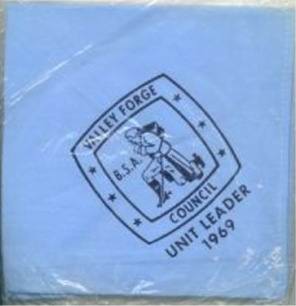 VALLEY FORGE
B.S.A.
COUNCIL
UNIT LEADER
1969